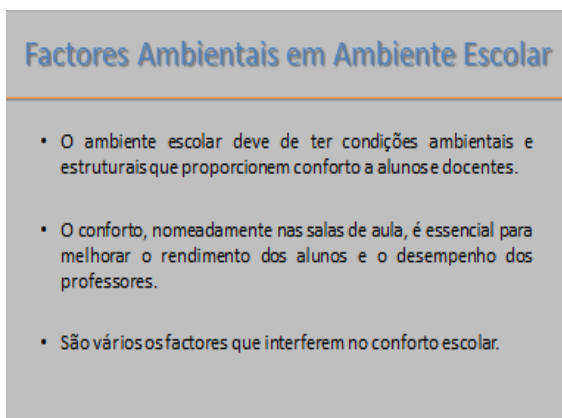 Factores Ambientais em Ambiente Escolar
• O ambiente escolar deve de ter condições ambientais e
estruturais que proporcionem conforto a alunos e docentes.
• O conforto, nomeadamente nas salas de aula, é essencial para
melhorar o rendimento dos alunos e o desempenho dos
professores.
• São vários os factores que interferem no conforto escolar.